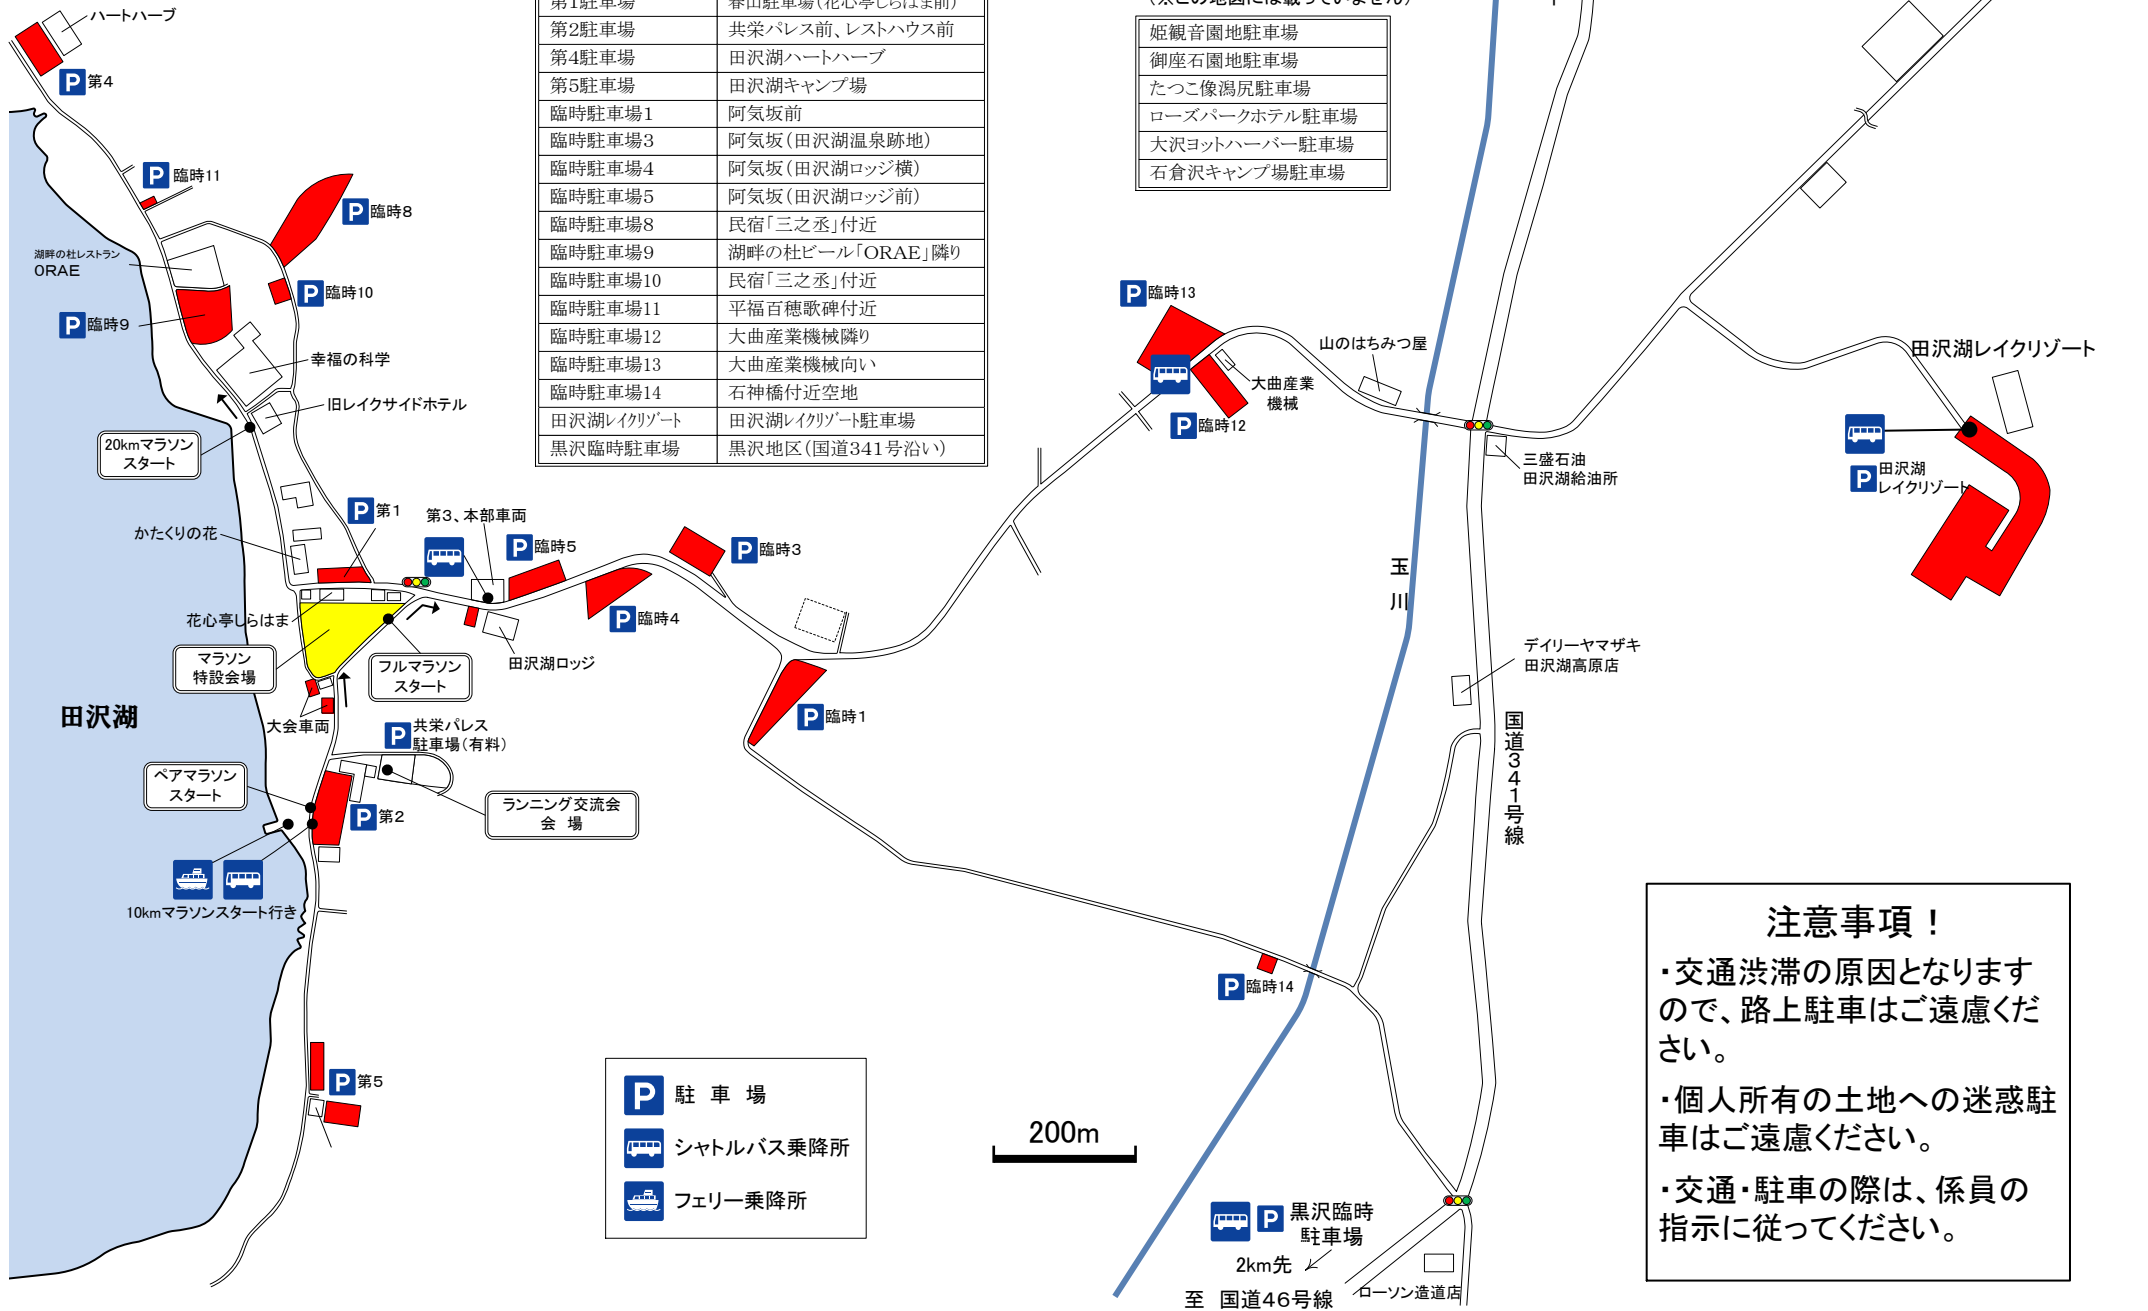 第1駐車場 春山駐車場(花心亭しらはま前)
第2駐車場 共栄パレス前、レストハウス前
第4駐車場 田沢湖ハートハーブ
第5駐車場 田沢湖キャンプ場
臨時駐車場1 阿気坂前
臨時駐車場3 阿気坂(田沢湖温泉跡地)
臨時駐車場4 阿気坂(田沢湖ロッジ横)
臨時駐車場5 阿気坂(田沢湖ロッジ前)
臨時駐車場8 民宿「三之丞」付近
臨時駐車場9 湖畔の杜ビール「ORAE」隣り
臨時駐車場10 民宿「三之丞」付近
臨時駐車場11 平福百穂歌碑付近
臨時駐車場12 大曲産業機械隣り
臨時駐車場13 大曲産業機械向い
臨時駐車場14 石神橋付近空地
田沢湖レイクリゾート 田沢湖レイクリゾート駐車場
黒沢臨時駐車場 黒沢地区(国道341号沿い)
(※この地図には載っていません)
姫観音園地駐車場
御座石園地駐車場
たつこ像潟尻駐車場
ローズパークホテル駐車場
大沢ヨットハーバー駐車場
石倉沢キャンプ場駐車場
ハートハーブ
P 第4
P 臨時11
P 臨時8
湖畔の杜レストラン
ORAE
P 臨時10
P 臨時9
幸福の科学
旧レイクサイドホテル
20kmマラソン
スタート
かたくりの花
P 第1
第3、本部車両
P 臨時5
P 臨時3
P 臨時4
花心亭しらはま
マラソン
特設会場
フルマラソン
スタート
田沢湖ロッジ
田沢湖
大会車両
P 共栄パレス
駐車場(有料)
P 臨時1
ペアマラソン
スタート
P 第2
ランニング交流会
会 場
10kmマラソンスタート行き
P 第5
P 臨時13
P 臨時12
大曲産業
機械
山のはちみつ屋
三盛石油
田沢湖給油所
田沢湖レイクリゾート
P 田沢湖
レイクリゾート
玉川
デイリーヤマザキ
田沢湖高原店
国道341号線
P 臨時14
P 駐 車 場
シャトルバス乗降所
フェリー乗降所
200m
P 黒沢臨時
駐車場
2km先
至 国道46号線
ローソン造道店
注意事項!
・交通渋滞の原因となります
ので、路上駐車はご遠慮くだ
さい。
・個人所有の土地への迷惑駐
車はご遠慮ください。
・交通・駐車の際は、係員の
指示に従ってください。